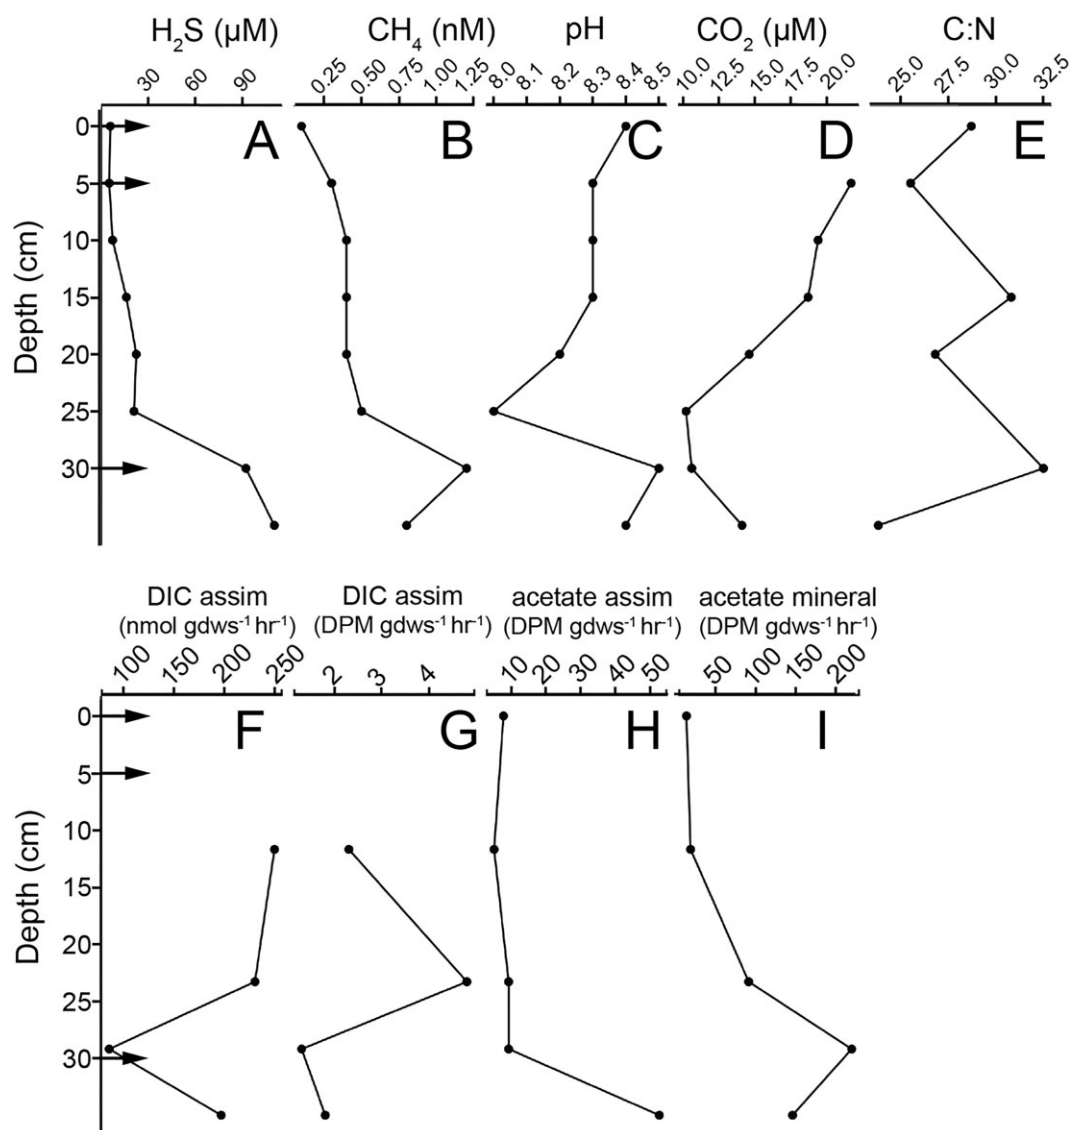 H₂S (µM) CH₄ (nM) pH CO₂ (µM) C:N
30 60 90 0.25 0.50 0.75 1.00 1.25 8.0 8.1 8.2 8.3 8.4 8.5 10.0 12.5 15.0 17.5 20.0 25.0 27.5 30.0 32.5
A B C D E
0
5
10
15
20
25
30
Depth (cm)
DIC assim DIC assim acetate assim acetate mineral
(nmol gdws⁻¹ hr⁻¹) (DPM gdws⁻¹ hr⁻¹) (DPM gdws⁻¹ hr⁻¹) (DPM gdws⁻¹ hr⁻¹)
100 150 200 250 2 3 4 10 20 30 40 50 50 100 150 200
F G H I
0
5
10
15
20
25
30
Depth (cm)